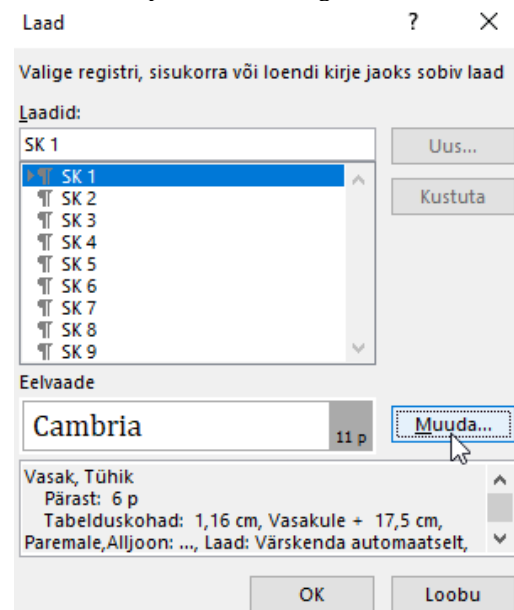 Laad ? ×
Valige registri, sisukorra või loendi kirje jaoks sobiv laad
Laadid:
SK 1
Uus...
SK 1
SK 2
Kustuta
SK 3
SK 4
SK 5
SK 6
SK 7
SK 8
SK 9
Eelvaade
Cambria
11 p
Muuda...
Vasak, Tühik
Pärast: 6 p
Tabelduskohad: 1,16 cm, Vasakule + 17,5 cm,
Paremale,Alljoon: ..., Laad: Värskenda automaatselt,
OK
Loobu